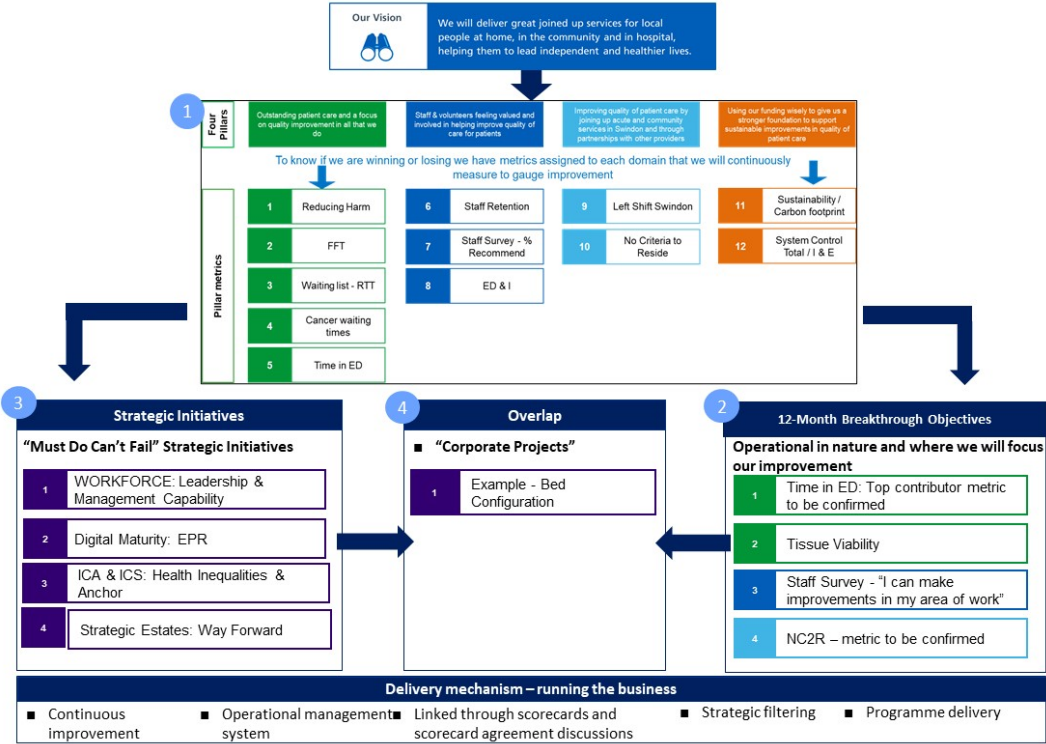 Our Vision
We will deliver great joined up services for local
people at home, in the community and in hospital,
helping them to lead independent and healthier lives.
1
Four
Pillars
Outstanding patient care and a focus
on quality improvement in all that we
do
Staff & volunteers feeling valued and
involved in helping improve quality of
care for patients
Improving quality of patient care by
joining up acute and community
services in Swindon and through
partnerships with other providers
Using our funding wisely to give us a
stronger foundation to support
sustainable improvements in quality of
patient care
To know if we are winning or losing we have metrics assigned to each domain that we will continuously
measure to gauge improvement
Pillar metrics
1
Reducing Harm
2
FFT
3
Waiting list - RTT
4
Cancer waiting
times
5
Time in ED
6
Staff Retention
7
Staff Survey - %
Recommend
8
ED & I
9
Left Shift Swindon
10
No Criteria to
Reside
11
Sustainability /
Carbon footprint
12
System Control
Total / I & E
3
Strategic Initiatives
“Must Do Can’t Fail” Strategic Initiatives
1
WORKFORCE: Leadership &
Management Capability
2
Digital Maturity: EPR
3
ICA & ICS: Health Inequalities &
Anchor
4
Strategic Estates: Way Forward
4
Overlap
■ “Corporate Projects”
1
Example - Bed
Configuration
2
12-Month Breakthrough Objectives
Operational in nature and where we will focus
our improvement
1
Time in ED: Top contributor metric
to be confirmed
2
Tissue Viability
3
Staff Survey - “I can make
improvements in my area of work”
4
NC2R – metric to be confirmed
Delivery mechanism – running the business
■ Continuous
improvement
■ Operational management
system
■ Linked through scorecards and
scorecard agreement discussions
■ Strategic filtering
■ Programme delivery